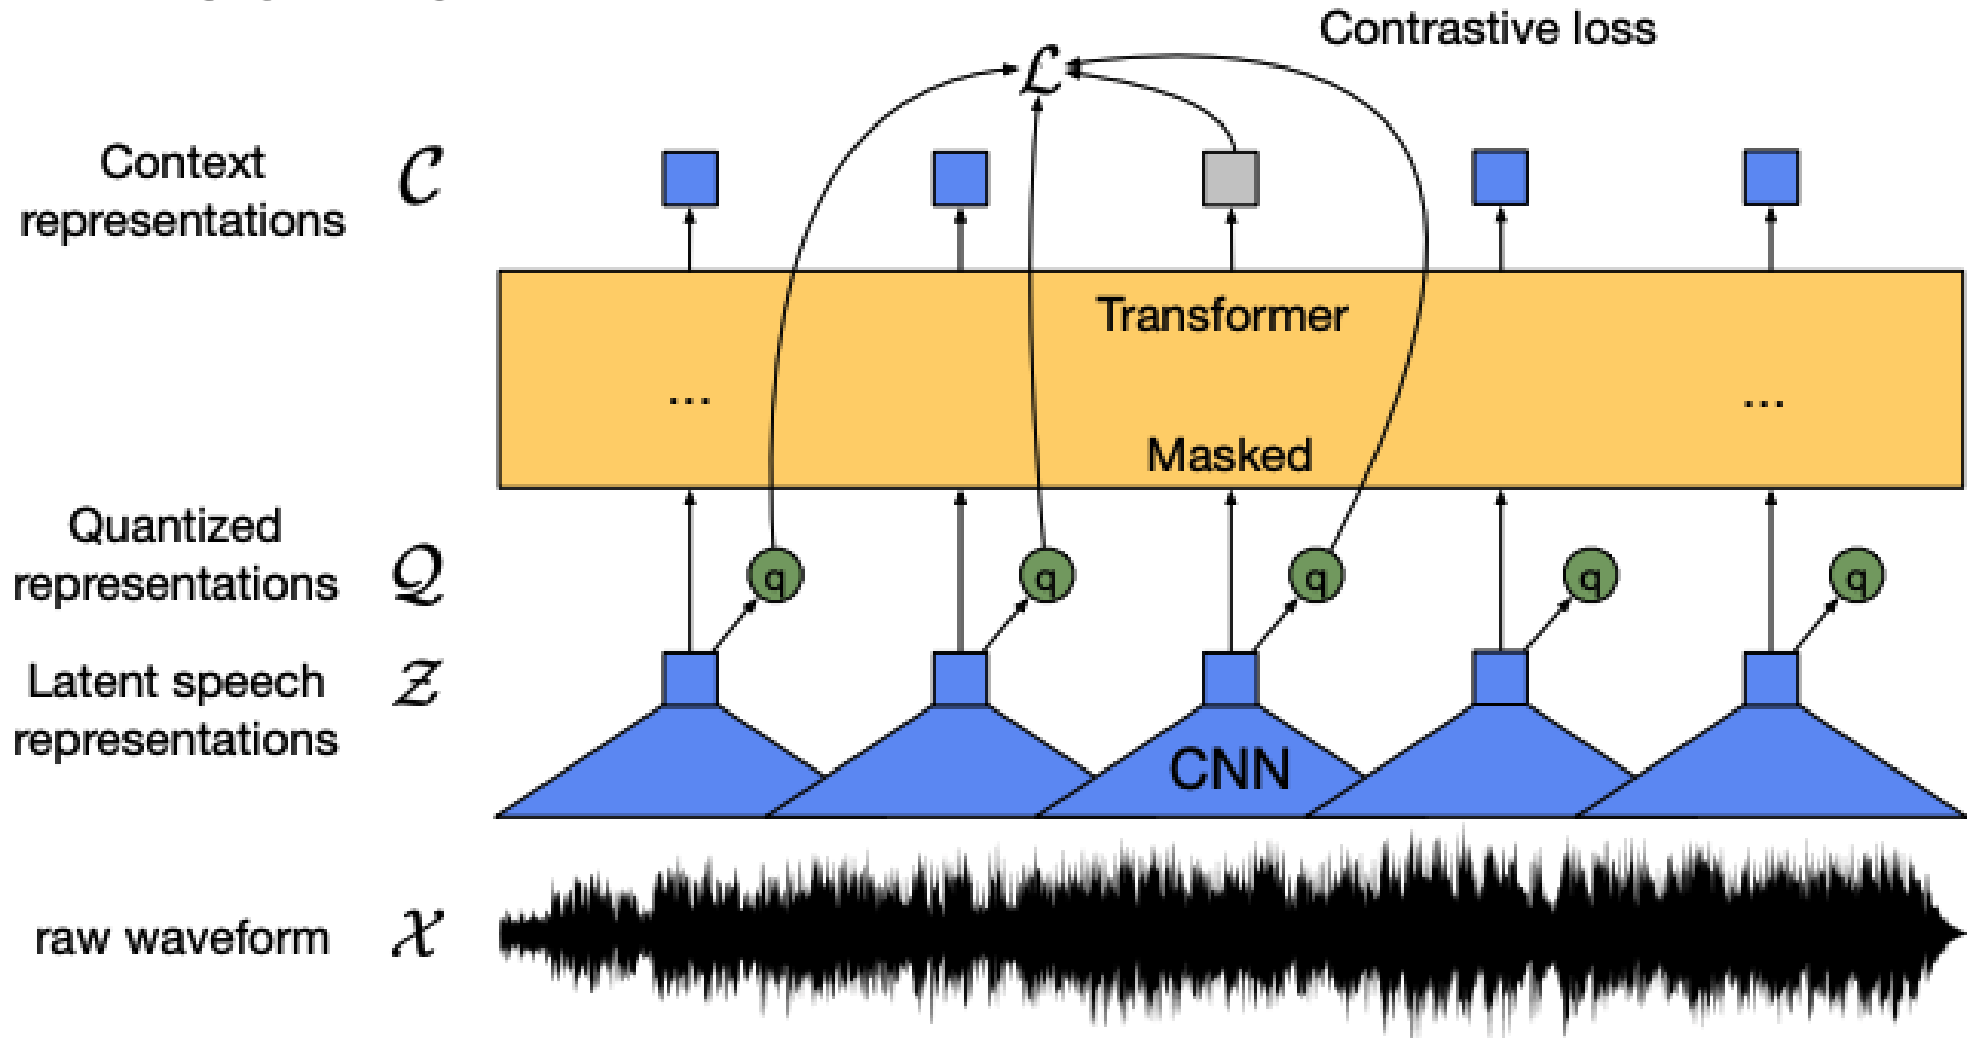 Contrastive loss
ℒ
Context
representations
𝒞
Transformer
... ...
Masked
Quantized
representations
𝒬
q q q q q
Latent speech
representations
𝒵
CNN
raw waveform
𝒳